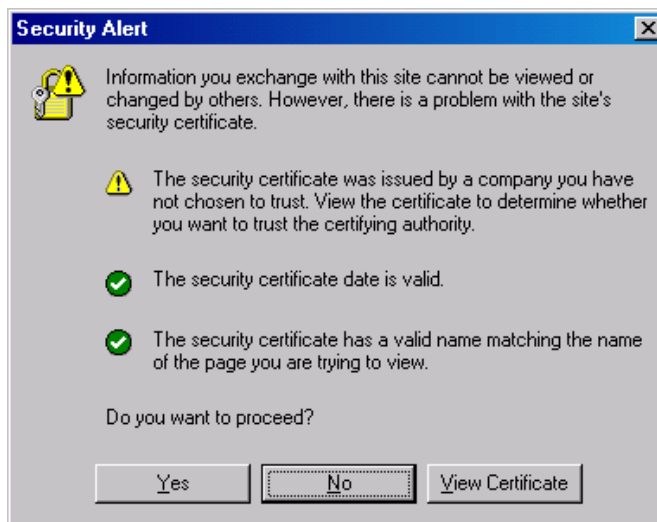 Security Alert
Information you exchange with this site cannot be viewed or
changed by others. However, there is a problem with the site's
security certificate.
The security certificate was issued by a company you have
not chosen to trust. View the certificate to determine whether
you want to trust the certifying authority.
The security certificate date is valid.
The security certificate has a valid name matching the name
of the page you are trying to view.
Do you want to proceed?
Yes No View Certificate